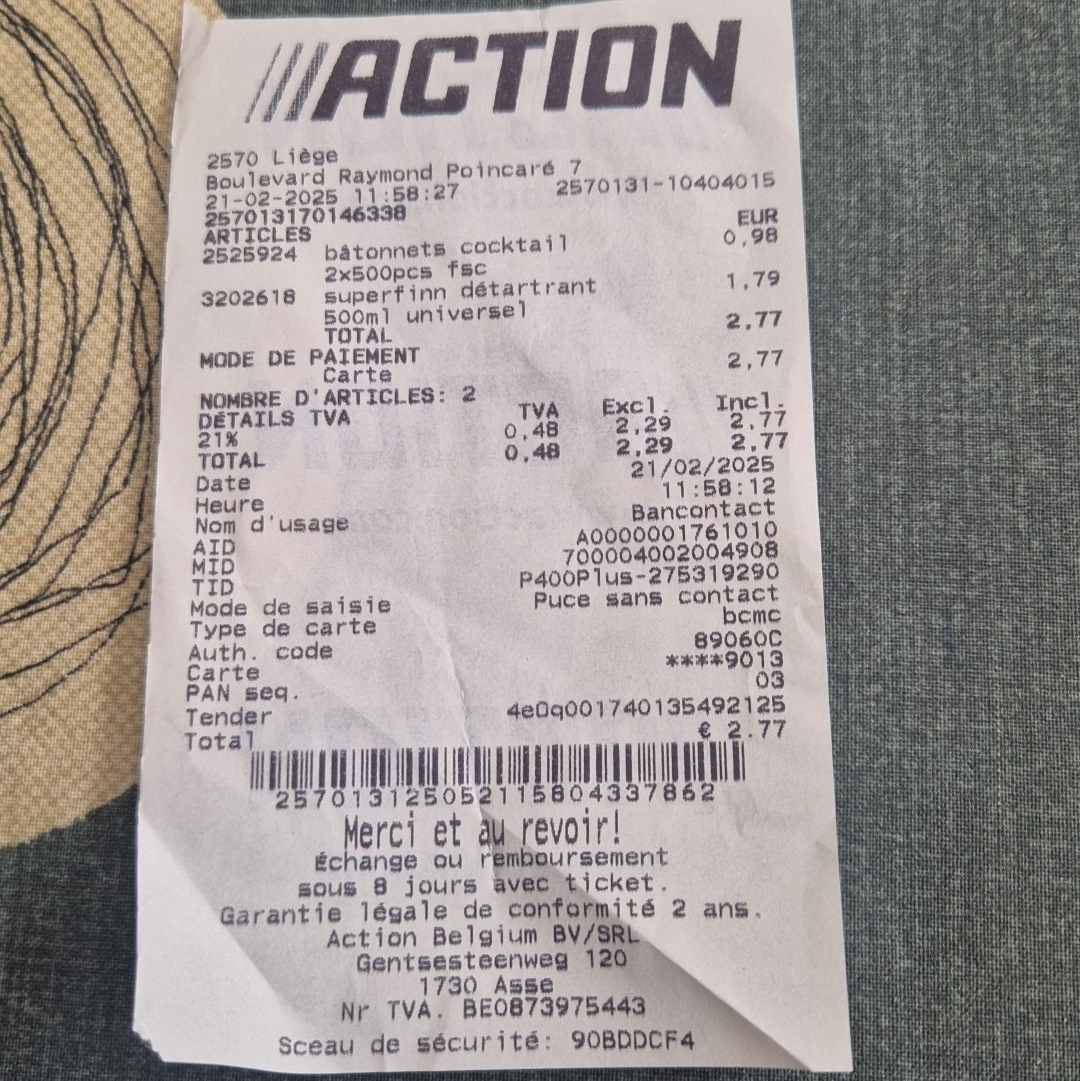 ///ACTION
2570 Liège
Boulevard Raymond Poincaré 7
21-02-2025 11:58:27 2570131-10404015
257013170146338
ARTICLES EUR
2525924 bâtonnets cocktail 0,98
2x500pcs fsc
3202618 superfinn détartrant 1,79
500ml universel
TOTAL 2,77
MODE DE PAIEMENT
Carte 2,77
NOMBRE D'ARTICLES: 2
DÉTAILS TVA TVA Excl. Incl.
21% 0,48 2,29 2,77
TOTAL 0,48 2,29 2,77
Date 21/02/2025
Heure 11:58:12
Nom d'usage Bancontact
AID A0000001761010
MID 700004002004908
TID P400Plus-275319290
Mode de saisie Puce sans contact
Type de carte bcmc
Auth. code 89060C
Carte ****9013
PAN seq. 03
Tender 4e0q001740135492125
Total € 2.77
257013125052115804337862
Merci et au revoir!
Échange ou remboursement
sous 8 jours avec ticket.
Garantie légale de conformité 2 ans.
Action Belgium BV/SRL
Gentsesteenweg 120
1730 Asse
Nr TVA. BE0873975443
Sceau de sécurité: 90BDDCF4